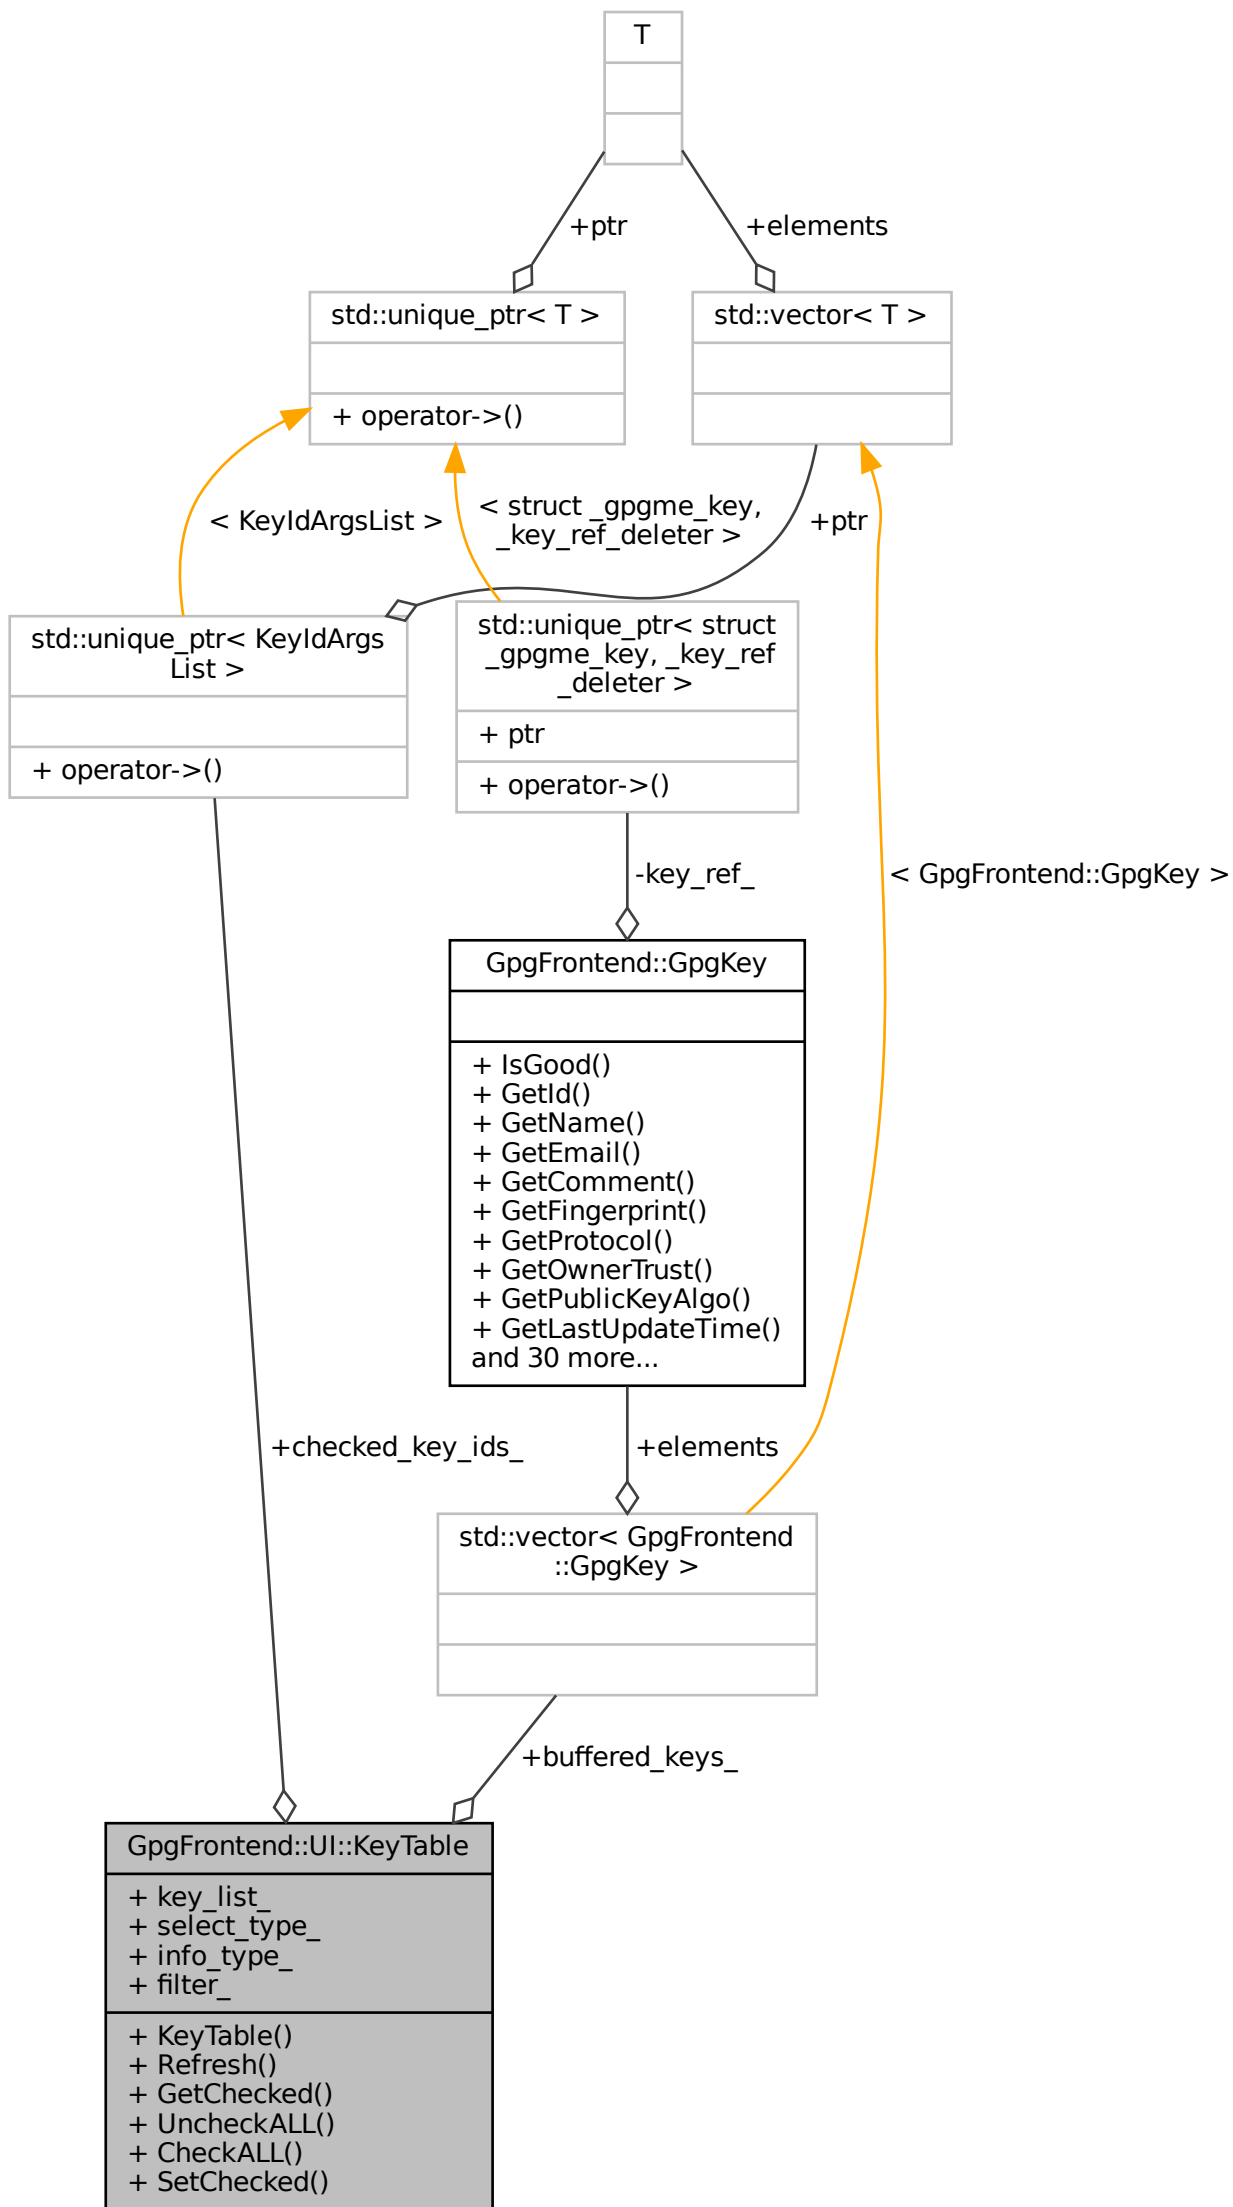 T
+ptr
+elements
std::unique_ptr< T >
+ operator->()
std::vector< T >
< KeyIdArgsList >
< struct _gpgme_key,
_key_ref_deleter >
+ptr
std::unique_ptr< KeyIdArgs
List >
+ operator->()
std::unique_ptr< struct
_gpgme_key, _key_ref
_deleter >
+ ptr
+ operator->()
-key_ref_
< GpgFrontend::GpgKey >
GpgFrontend::GpgKey
+ IsGood()
+ GetId()
+ GetName()
+ GetEmail()
+ GetComment()
+ GetFingerprint()
+ GetProtocol()
+ GetOwnerTrust()
+ GetPublicKeyAlgo()
+ GetLastUpdateTime()
and 30 more...
+checked_key_ids_
+elements
std::vector< GpgFrontend
::GpgKey >
+buffered_keys_
GpgFrontend::UI::KeyTable
+ key_list_
+ select_type_
+ info_type_
+ filter_
+ KeyTable()
+ Refresh()
+ GetChecked()
+ UncheckALL()
+ CheckALL()
+ SetChecked()